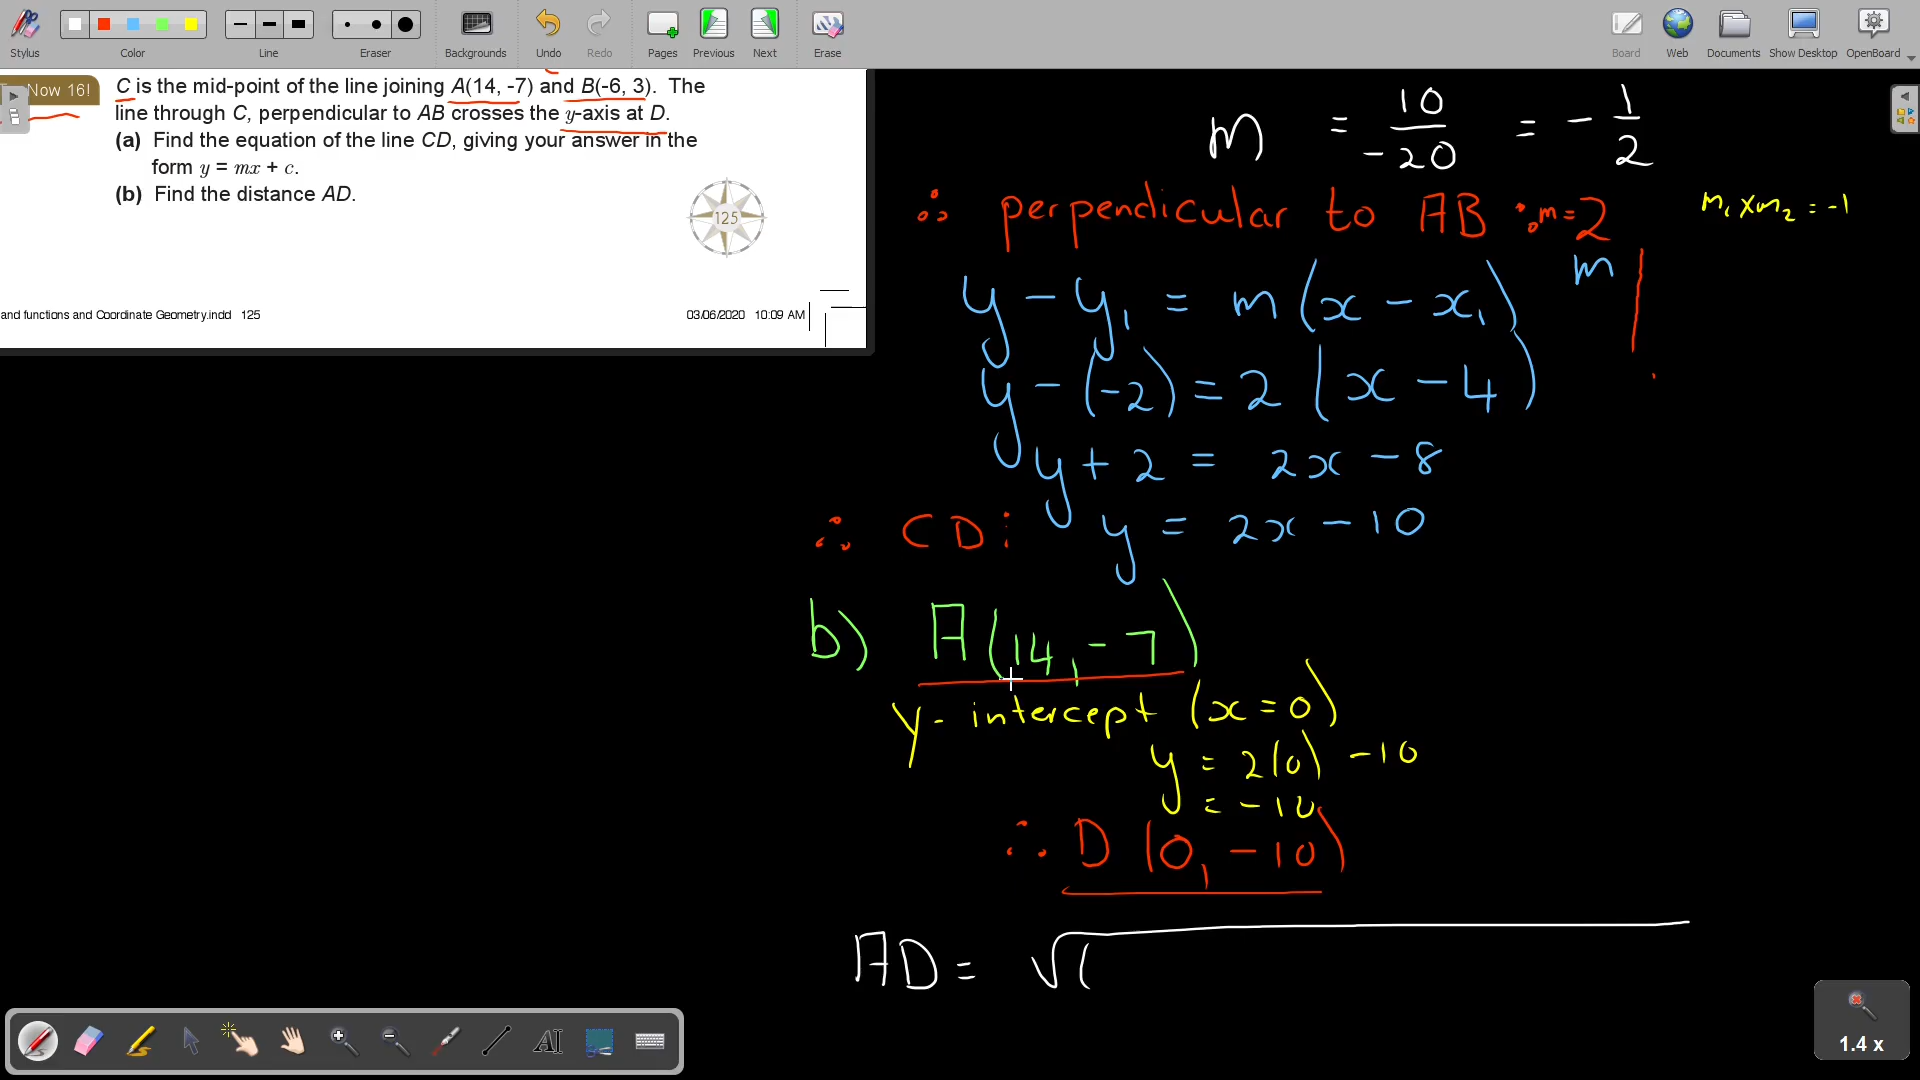 Stylus Color Line Eraser Backgrounds Undo Redo Pages Previous Next Erase Board Web Documents Show Desktop OpenBoard
Now 16!
C is the mid-point of the line joining A(14, -7) and B(-6, 3). The
line through C, perpendicular to AB crosses the y-axis at D.
(a) Find the equation of the line CD, giving your answer in the
form y = mx + c.
(b) Find the distance AD.
125
and functions and Coordinate Geometry.indd 125
03/06/2020 10:09 AM
m = 10/-20 = - 1/2
∴ perpendicular to AB ∴ m = 2
m₁ x m₂ = -1
m
y - y₁ = m(x - x₁)
y - (-2) = 2(x - 4)
y + 2 = 2x - 8
∴ CD: y = 2x - 10
b) A(14, -7)
y-intercept (x = 0)
y = 2(0) - 10
= -10
∴ D (0, -10)
AD = √(
AI
1.4 x